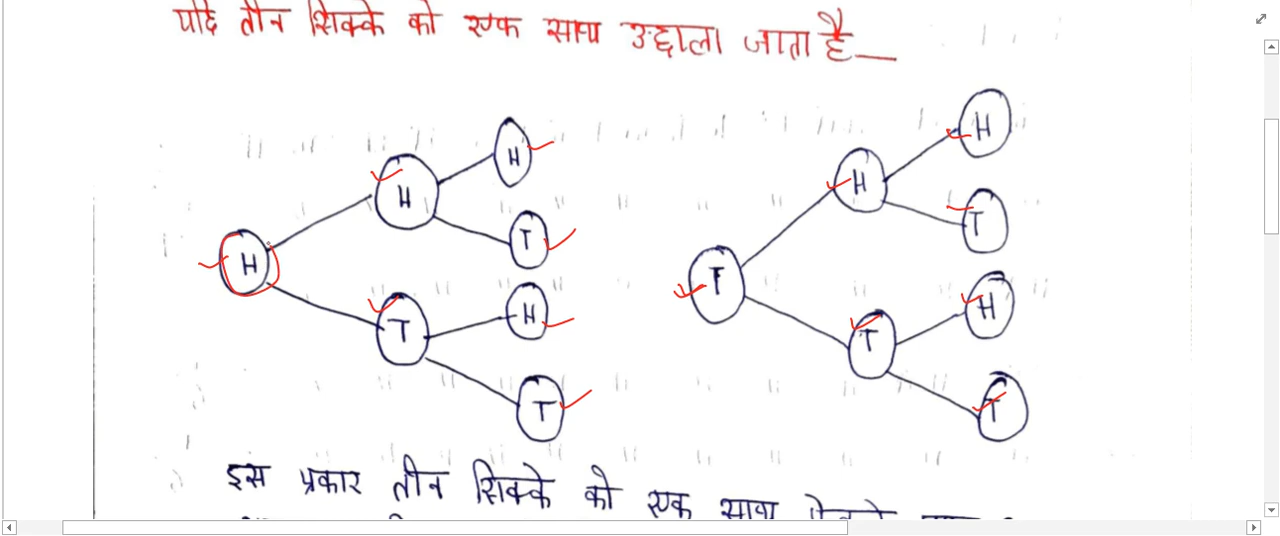 यदि तीन सिक्के को एक साथ उछाला जाता है—
H
H
H
T
T
H
T
T
H
H
T
T
H
T
इस प्रकार तीन सिक्के को एक साथ